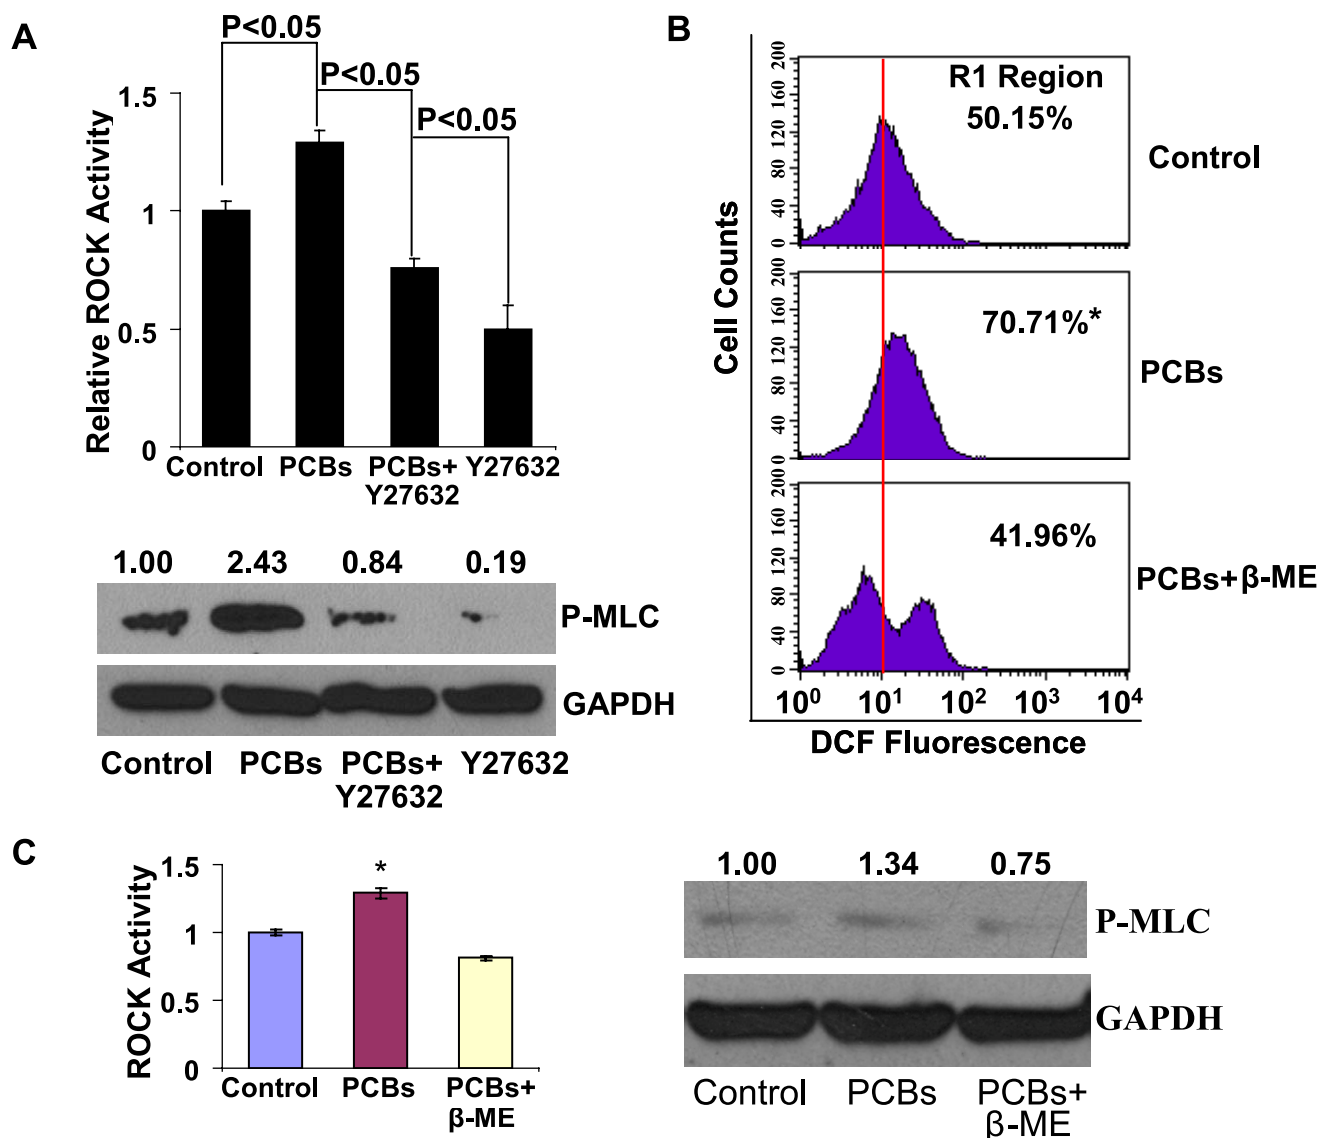 A
P<0.05
P<0.05
P<0.05
Relative ROCK Activity
1.5
1
0.5
0
Control PCBs PCBs+ Y27632
Y27632
1.00 2.43 0.84 0.19
P-MLC
GAPDH
Control PCBs PCBs+ Y27632
Y27632
B
Cell Counts
200
160
120
80
40
0
R1 Region
50.15%
Control
200
160
120
80
40
0
70.71%*
PCBs
200
160
120
80
40
0
41.96%
PCBs+β-ME
10⁰ 10¹ 10² 10³ 10⁴
DCF Fluorescence
C
ROCK Activity
1.5
1
0.5
0
*
Control PCBs PCBs+
β-ME
1.00 1.34 0.75
P-MLC
GAPDH
Control PCBs PCBs+
β-ME